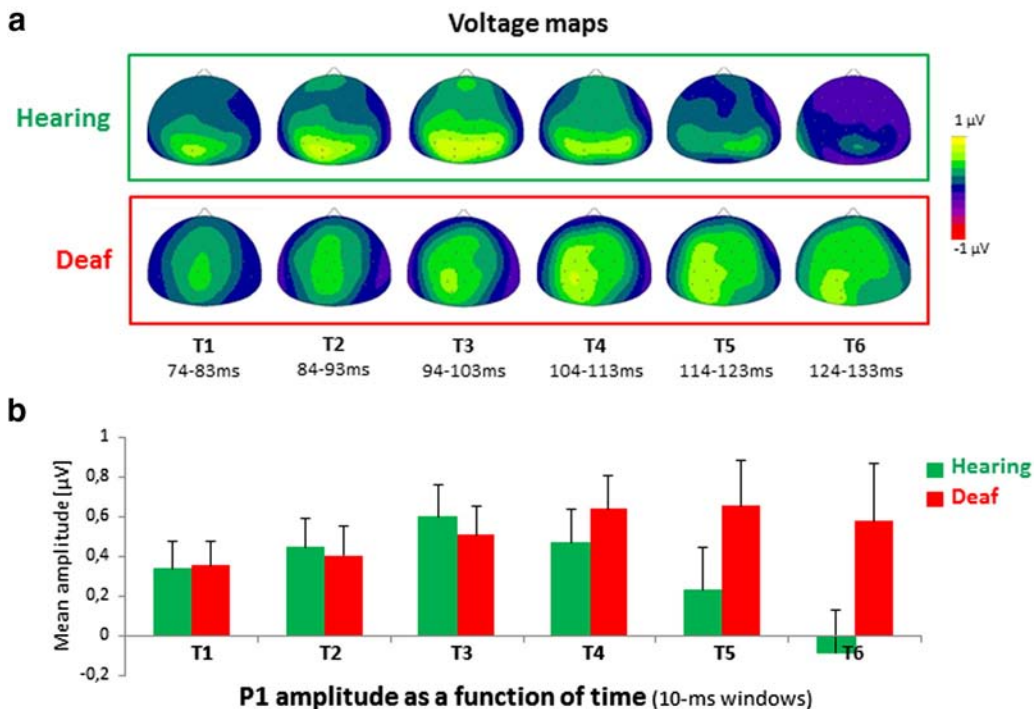 a
Voltage maps
Hearing
1 µV
-1 µV
Deaf
T1 T2 T3 T4 T5 T6
74-83ms 84-93ms 94-103ms 104-113ms 114-123ms 124-133ms
b
Mean amplitude [µV]
1
0,8
0,6
0,4
0,2
0
-0,2
Hearing
Deaf
T1 T2 T3 T4 T5 T6
P1 amplitude as a function of time (10-ms windows)